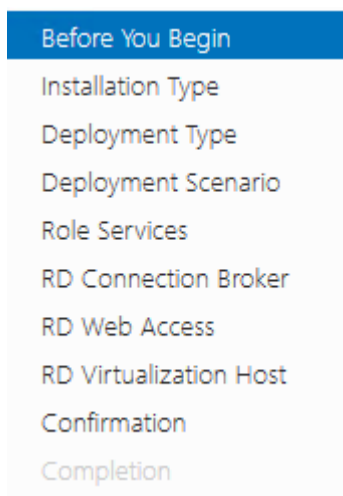 Before You Begin
Installation Type
Deployment Type
Deployment Scenario
Role Services
RD Connection Broker
RD Web Access
RD Virtualization Host
Confirmation
Completion